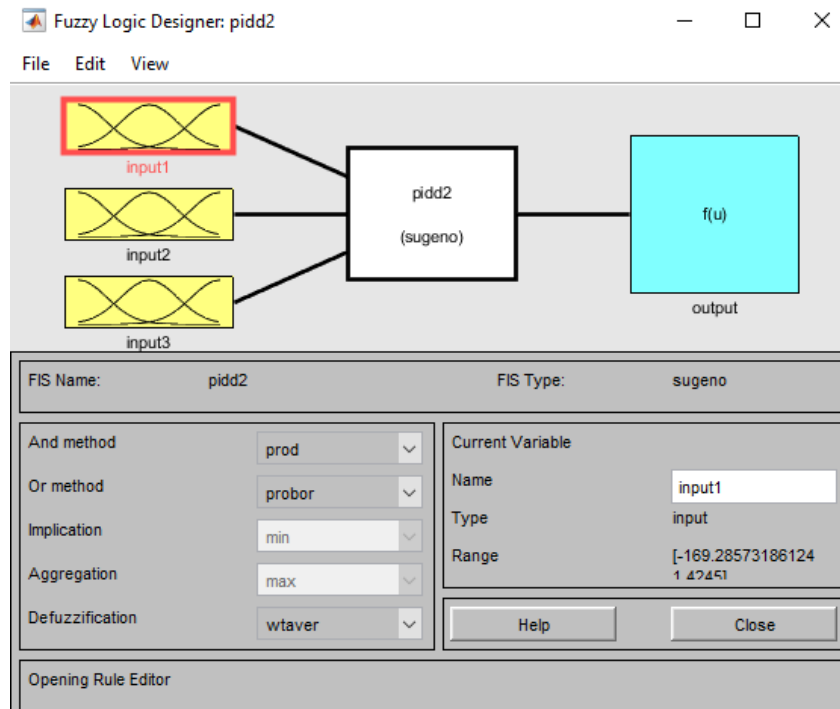 Fuzzy Logic Designer: pidd2
File Edit View
input1
input2
input3
pidd2
(sugeno)
f(u)
output
FIS Name: pidd2 FIS Type: sugeno
And method prod
Or method probor
Implication min
Aggregation max
Defuzzification wtaver
Current Variable
Name input1
Type input
Range [-169.28573186124
1.4245]
Help Close
Opening Rule Editor